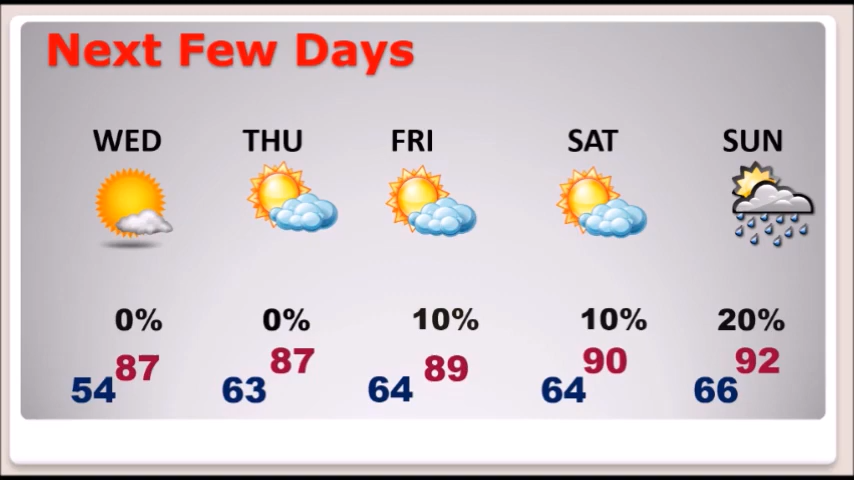 Next Few Days
WED THU FRI SAT SUN
0% 0% 10% 10% 20%
87 87 89 90 92
54 63 64 64 66